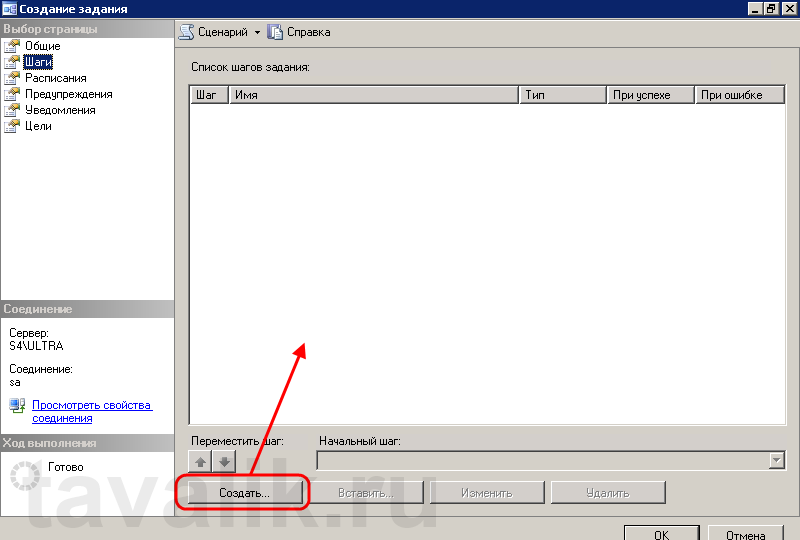 Создание задания
Выбор страницы
Общие
Шаги
Расписания
Предупреждения
Уведомления
Цели
Соединение
Сервер:
S4\ULTRA
Соединение:
sa
Просмотреть свойства
соединения
Ход выполнения
Готово
Сценарий
Справка
Список шагов задания:
Шаг Имя Тип При успехе При ошибке
Переместить шаг: Начальный шаг:
Создать... Вставить... Изменить Удалить
OK Отмена
tavalik.ru